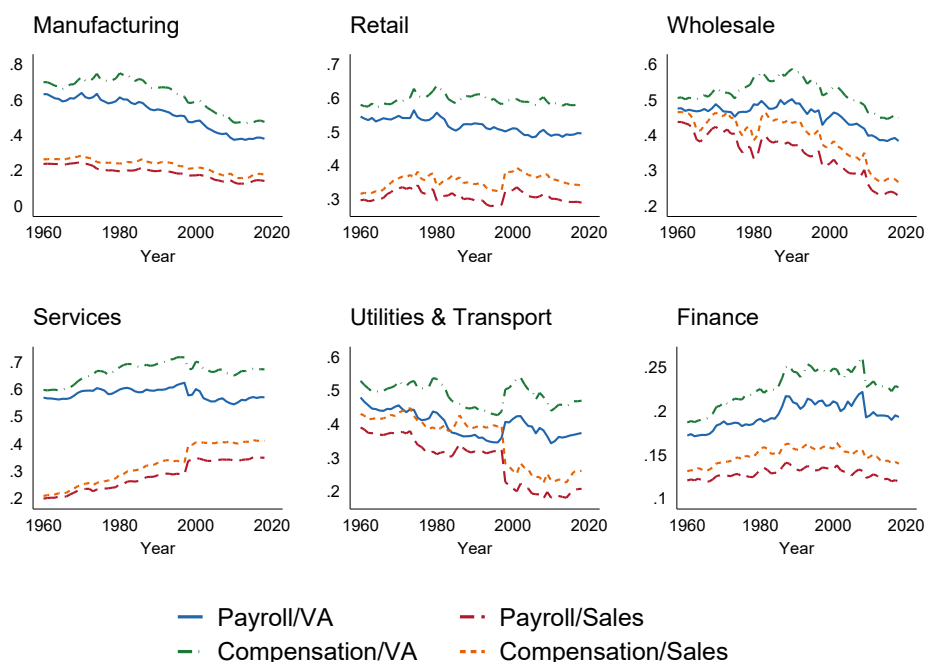 Manufacturing
.8
.6
.4
.2
0
1960 1980 2000 2020
Year
Retail
.7
.6
.5
.4
.3
1960 1980 2000 2020
Year
Wholesale
.6
.5
.4
.3
.2
1960 1980 2000 2020
Year
Services
.7
.6
.5
.4
.3
.2
1960 1980 2000 2020
Year
Utilities & Transport
.6
.5
.4
.3
.2
1960 1980 2000 2020
Year
Finance
.25
.2
.15
.1
1960 1980 2000 2020
Year
Payroll/VA Payroll/Sales
Compensation/VA Compensation/Sales